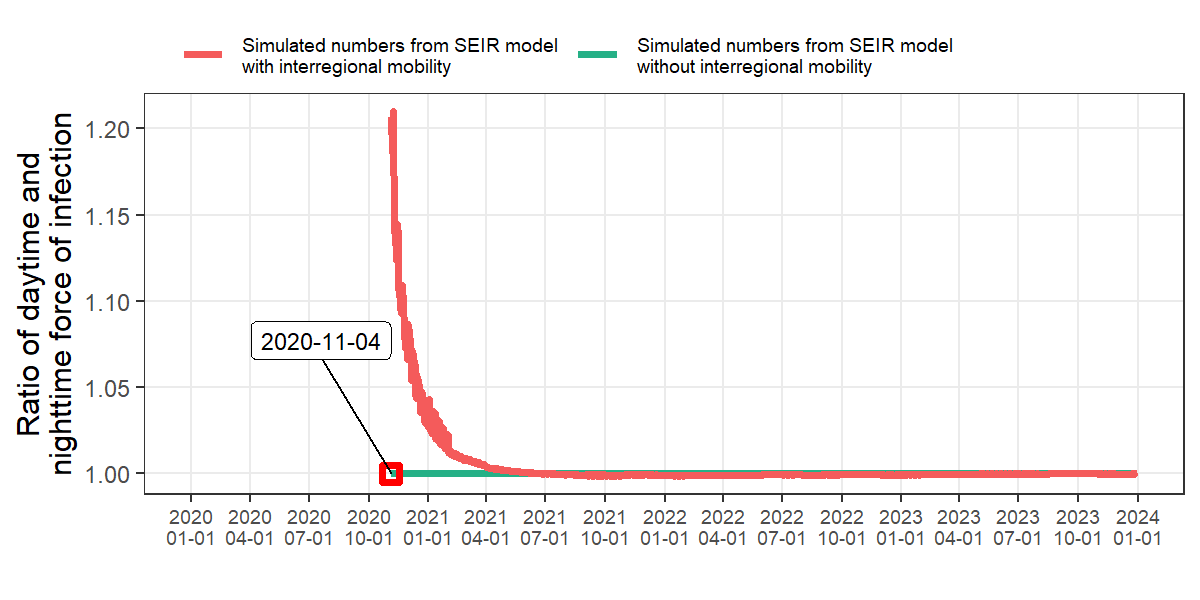 Simulated numbers from SEIR model
with interregional mobility
Simulated numbers from SEIR model
without interregional mobility
Ratio of daytime and
nighttime force of infection
1.20
1.15
1.10
1.05
1.00
2020-11-04
2020 2020 2020 2020 2021 2021 2021 2021 2022 2022 2022 2022 2023 2023 2023 2023 2024
01-01 04-01 07-01 10-01 01-01 04-01 07-01 10-01 01-01 04-01 07-01 10-01 01-01 04-01 07-01 10-01 01-01